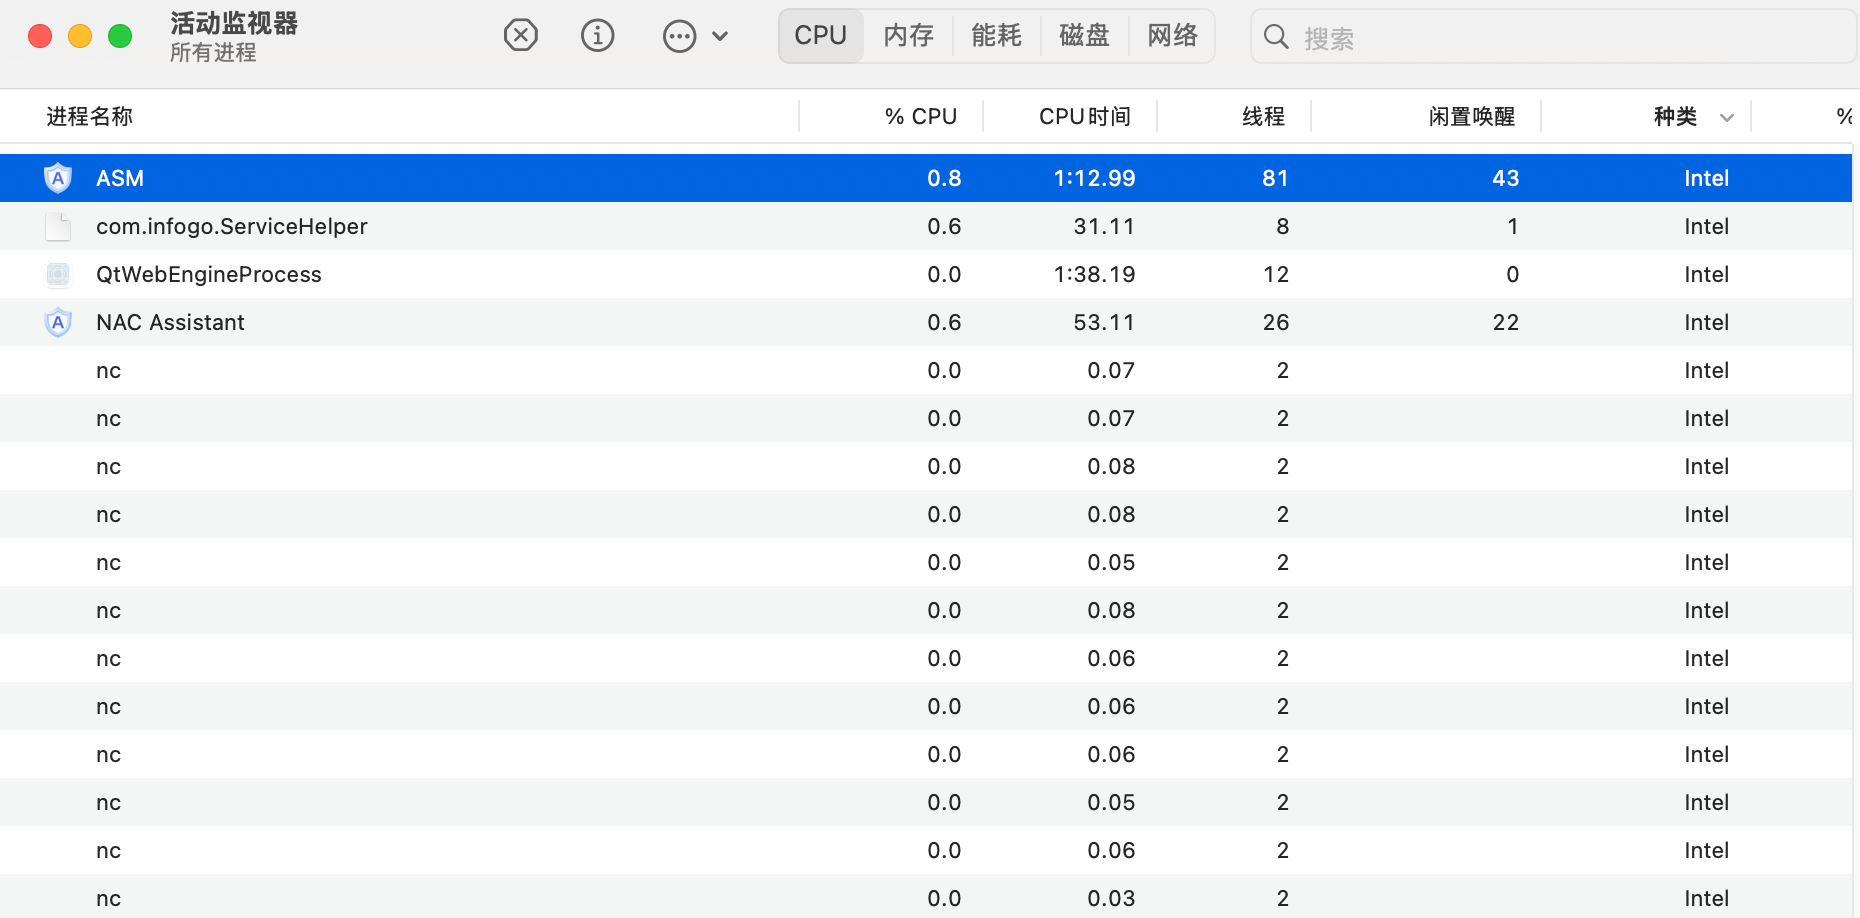 活动监视器
所有进程
CPU 内存 能耗 磁盘 网络 搜索
进程名称 % CPU CPU时间 线程 闲置唤醒 种类 %
ASM 0.8 1:12.99 81 43 Intel
com.infogo.ServiceHelper 0.6 31.11 8 1 Intel
QtWebEngineProcess 0.0 1:38.19 12 0 Intel
NAC Assistant 0.6 53.11 26 22 Intel
nc 0.0 0.07 2 Intel
nc 0.0 0.07 2 Intel
nc 0.0 0.08 2 Intel
nc 0.0 0.08 2 Intel
nc 0.0 0.05 2 Intel
nc 0.0 0.08 2 Intel
nc 0.0 0.06 2 Intel
nc 0.0 0.06 2 Intel
nc 0.0 0.06 2 Intel
nc 0.0 0.05 2 Intel
nc 0.0 0.06 2 Intel
nc 0.0 0.03 2 Intel